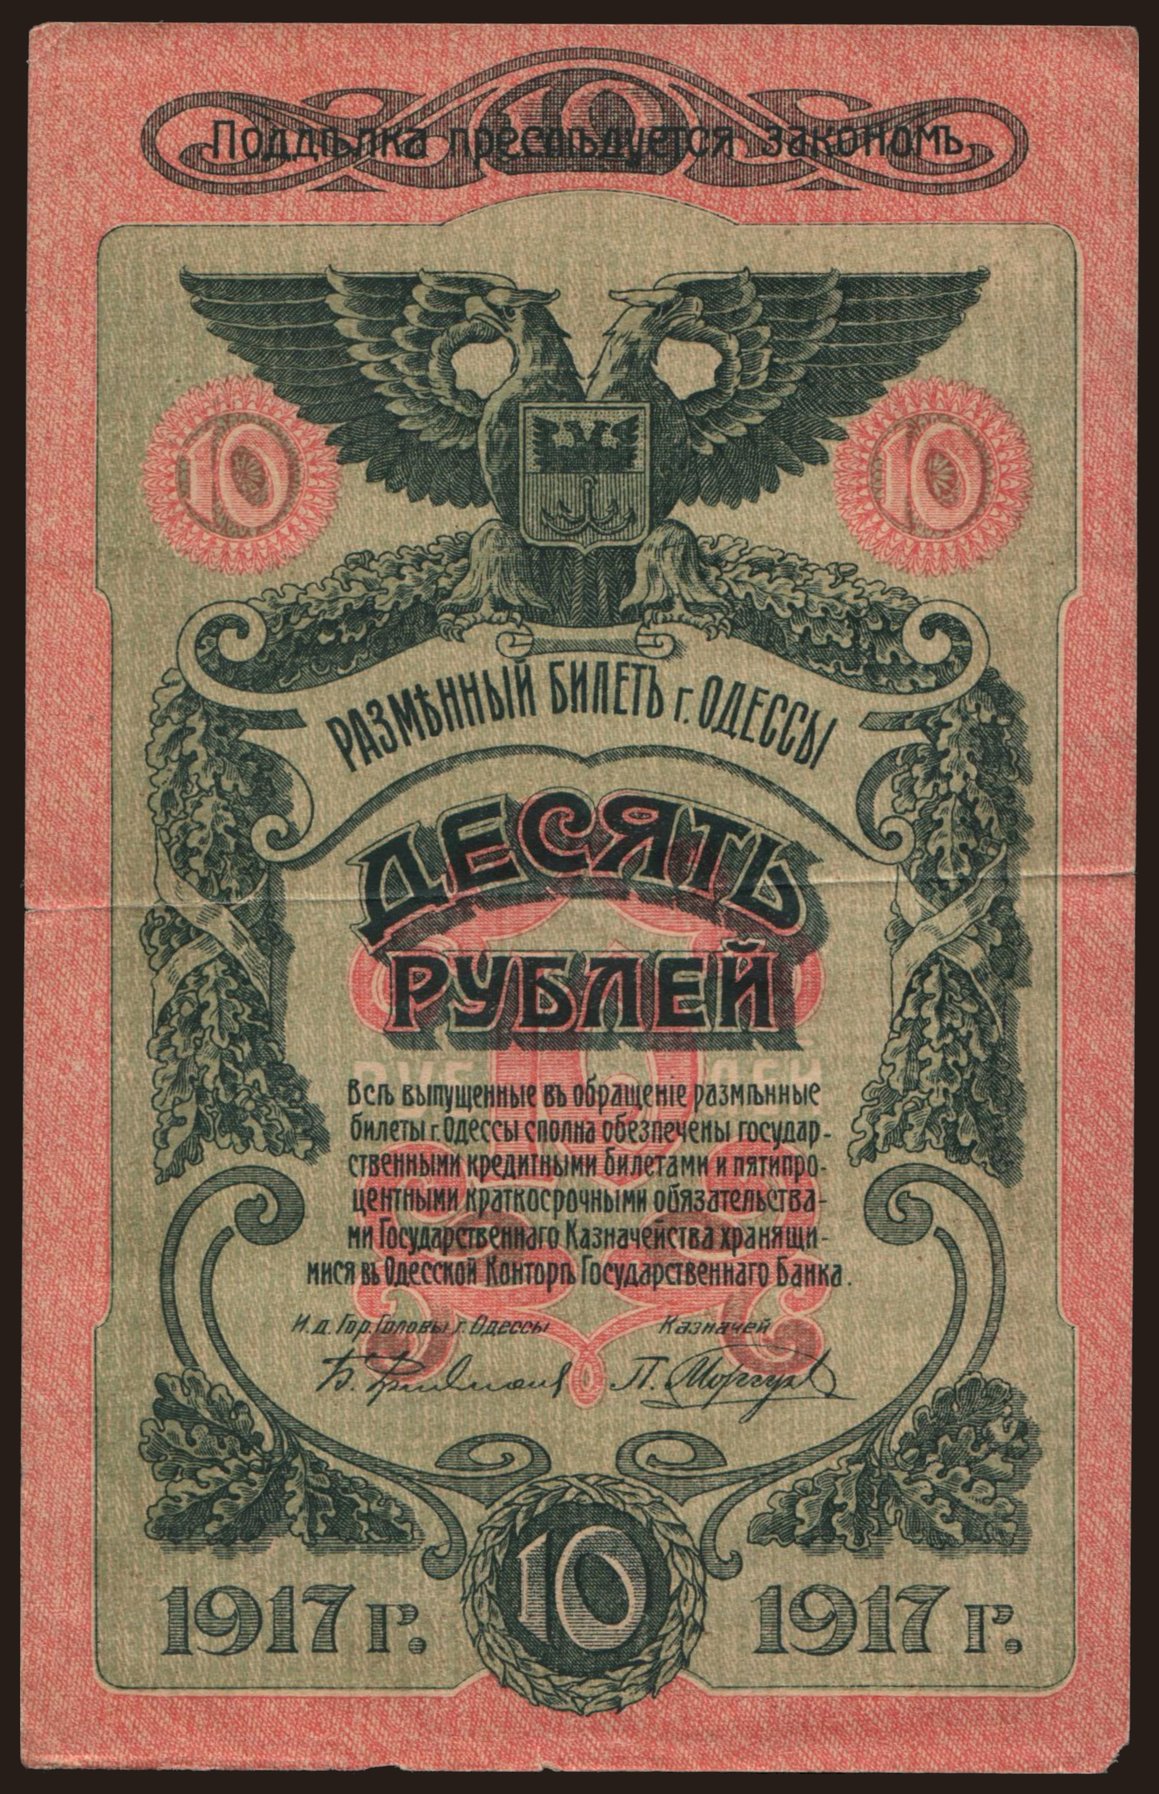 10
Поддѣлка преслѣдуется закономъ.
10 10
РАЗМѢННЫЙ БИЛЕТЪ г. ОДЕССЫ
ДЕСЯТЬ
РУБЛЕЙ
Всѣ выпущенные въ обращеніе размѣнные
билеты г. Одессы сполна обезпечены государ-
ственными кредитными билетами и пятипро-
центными краткосрочными обязательства-
ми Государственнаго Казначейства хранящи-
мися въ Одесской Конторѣ Государственнаго Банка.
И.д. Гор. Головы г. Одессы Казначей
10
1917 г. 1917 г.